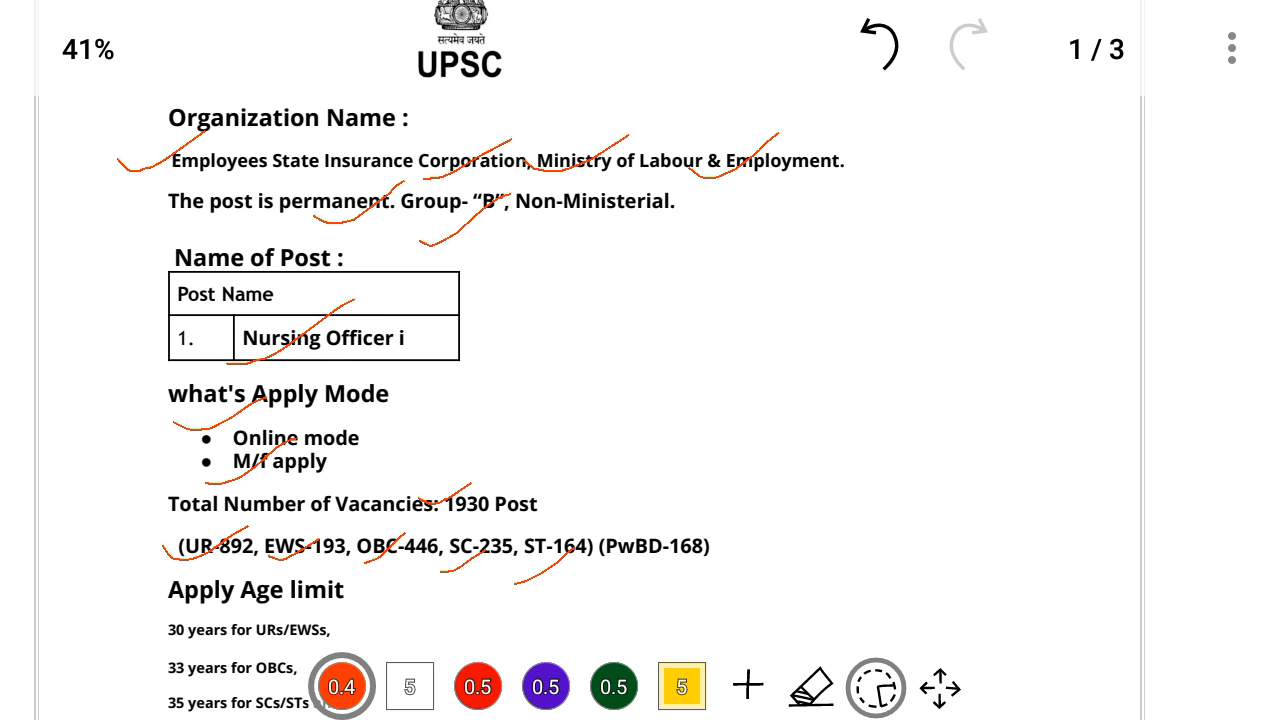 सत्यमेव जयते
41%
1 / 3
UPSC
Organization Name :
Employees State Insurance Corporation, Ministry of Labour & Employment.
The post is permanent. Group- “B”, Non-Ministerial.
Name of Post :
Post Name
1. Nursing Officer i
what's Apply Mode
● Online mode
● M/f apply
Total Number of Vacancies: 1930 Post
(UR-892, EWS-193, OBC-446, SC-235, ST-164) (PwBD-168)
Apply Age limit
30 years for URs/EWSs,
33 years for OBCs,
35 years for SCs/STs
0.4 5 0.5 0.5 0.5 5